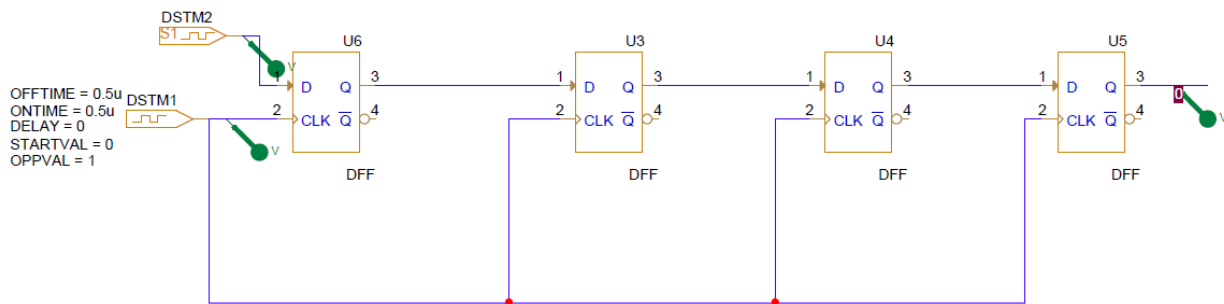 DSTM2
S1
OFFTIME = 0.5u
ONTIME = 0.5u
DELAY = 0
STARTVAL = 0
OPPVAL = 1
DSTM1
V
V
U6
1 D Q 3
2 CLK Q 4
DFF
U3
1 D Q 3
2 CLK Q 4
DFF
U4
1 D Q 3
2 CLK Q 4
DFF
U5
1 D Q 3
2 CLK Q 4
DFF
0
V